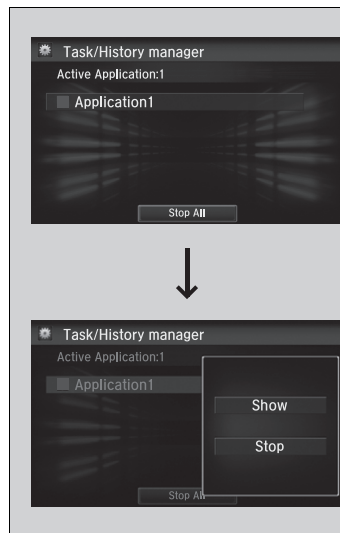 Task/History manager
Active Application:1
Application1
Stop All
Task/History manager
Active Application:1
Application1
Show
Stop
Stop All